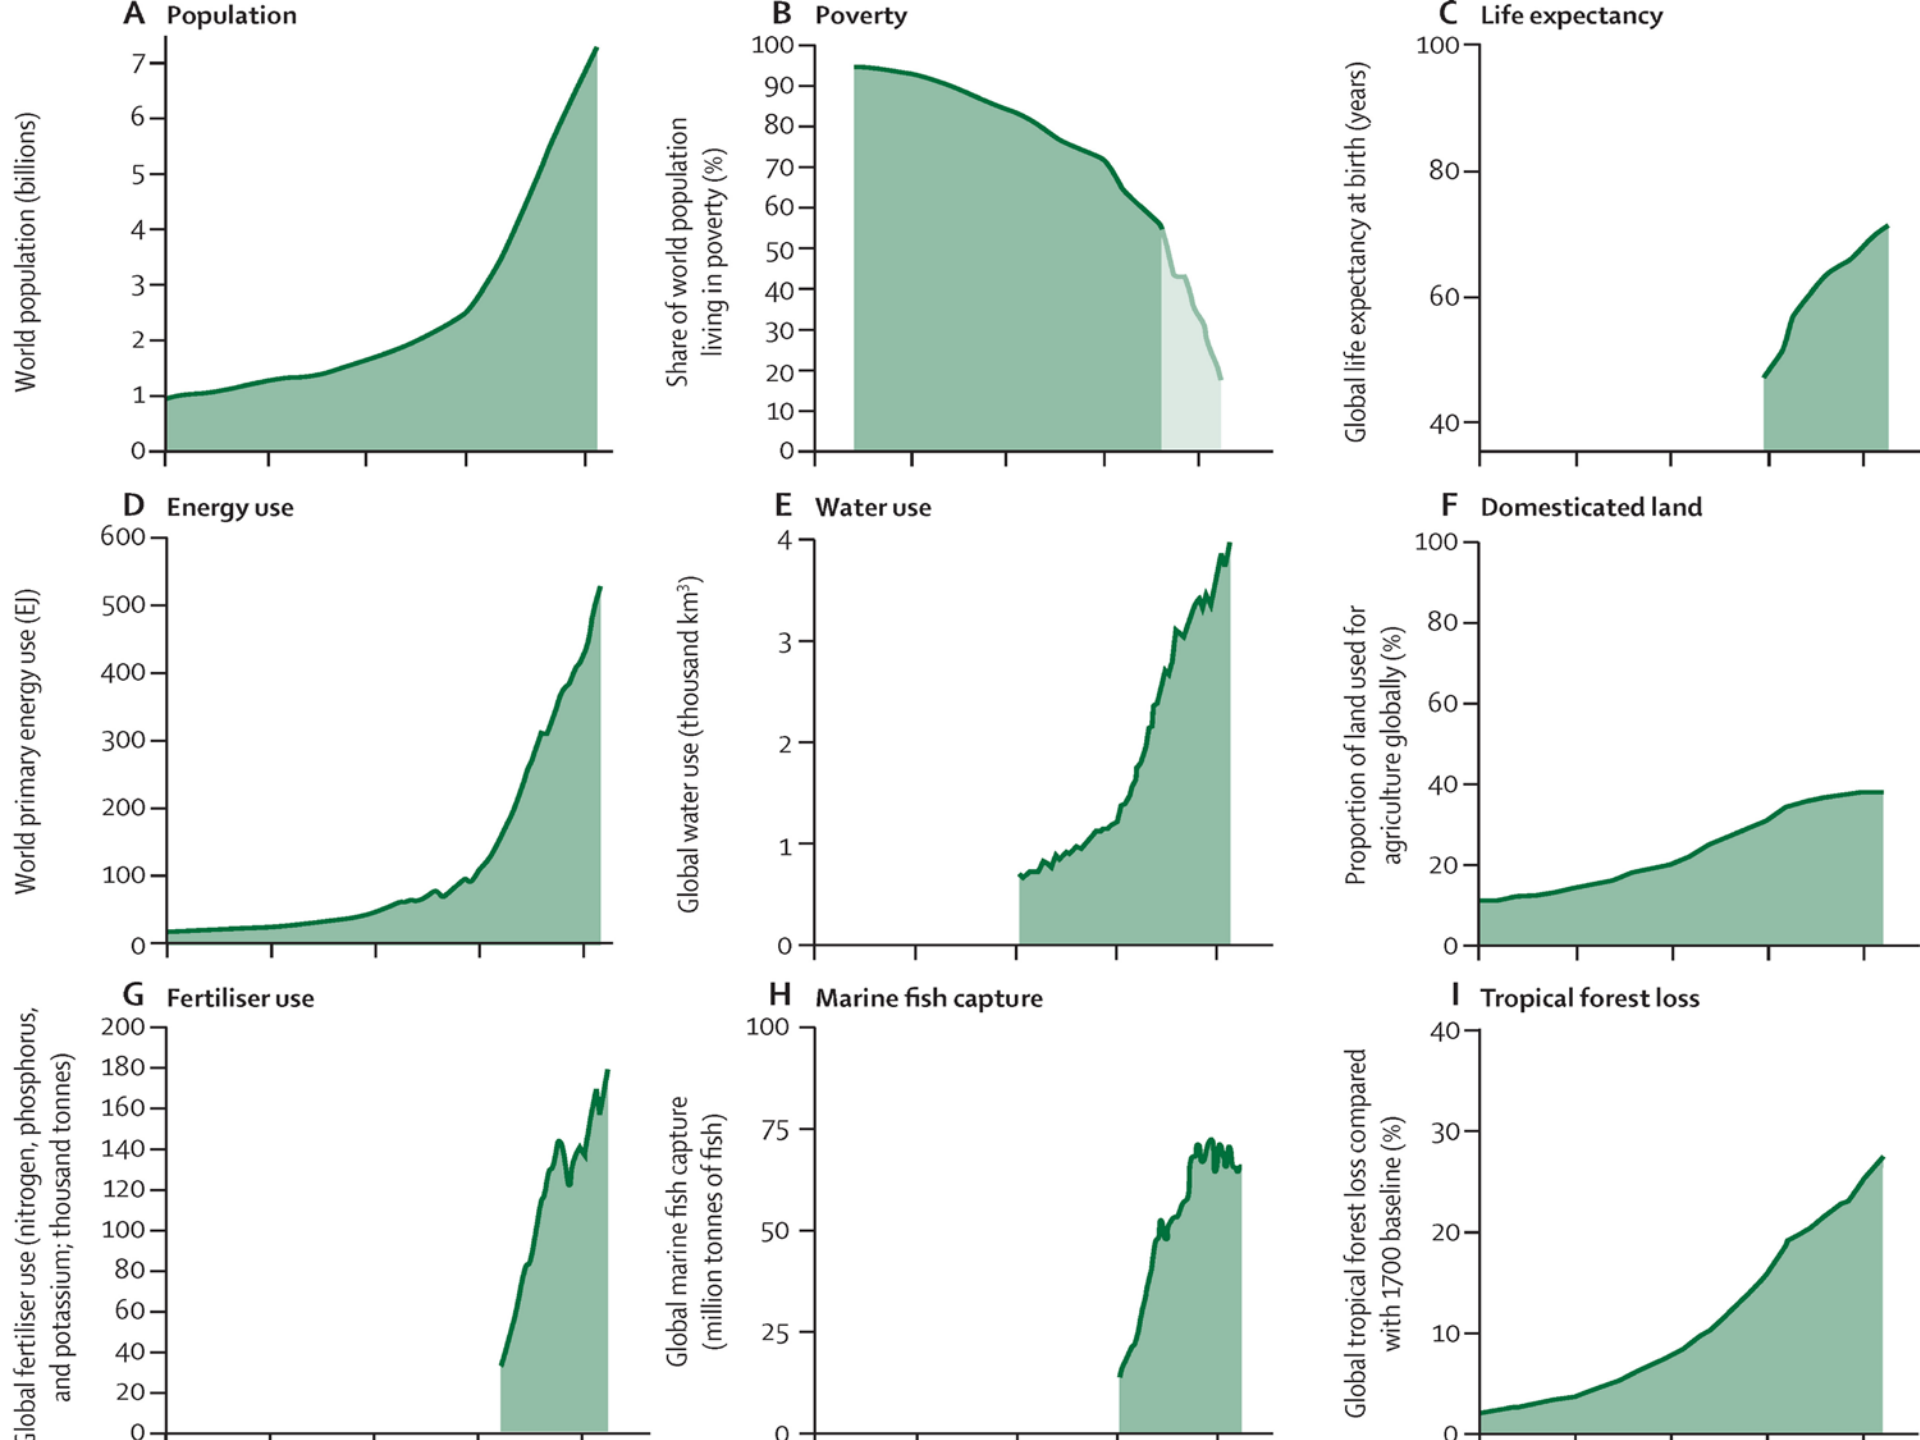 A Population
World population (billions)
7
6
5
4
3
2
1
0
B Poverty
Share of world population
living in poverty (%)
100
90
80
70
60
50
40
30
20
10
0
C Life expectancy
Global life expectancy at birth (years)
100
80
60
40
D Energy use
World primary energy use (EJ)
600
500
400
300
200
100
0
E Water use
Global water use (thousand km³)
4
3
2
1
0
F Domesticated land
Proportion of land used for
agriculture globally (%)
100
80
60
40
20
0
G Fertiliser use
Global fertiliser use (nitrogen, phosphorus,
and potassium; thousand tonnes)
200
180
160
140
120
100
80
60
40
20
0
H Marine fish capture
Global marine fish capture
(million tonnes of fish)
100
75
50
25
0
I Tropical forest loss
Global tropical forest loss compared
with 1700 baseline (%)
40
30
20
10
0